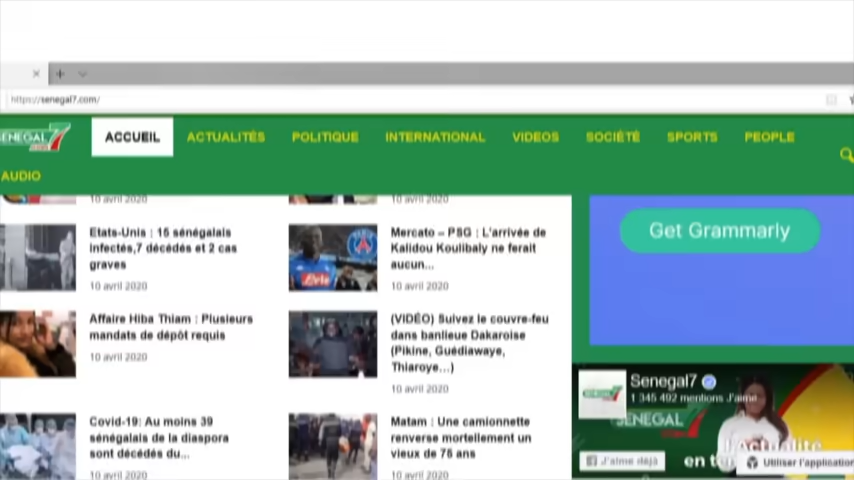 https://senegal7.com/
SENEGAL7
ACCUEIL
ACTUALITÉS
POLITIQUE
INTERNATIONAL
VIDEOS
SOCIÉTÉ
SPORTS
PEOPLE
AUDIO
10 avril 2020
10 avril 2020
Etats-Unis : 15 sénégalais
infectés,7 décédés et 2 cas
graves
10 avril 2020
Mercato – PSG : L'arrivée de
Kalidou Koulibaly ne ferait
aucun...
10 avril 2020
Affaire Hiba Thiam : Plusieurs
mandats de dépôt requis
10 avril 2020
(VIDÉO) Suivez le couvre-feu
dans banlieue Dakaroise
(Pikine, Guédiawaye,
Thiaroye...)
10 avril 2020
Covid-19: Au moins 39
sénégalais de la diaspora
sont décédés du...
10 avril 2020
Matam : Une camionnette
renverse mortellement un
vieux de 75 ans
10 avril 2020
Get Grammarly
Senegal7
1 345 492 mentions J'aime
SENEGAL7
l'Actualité
en te
J'aime déjà
Utiliser l'application